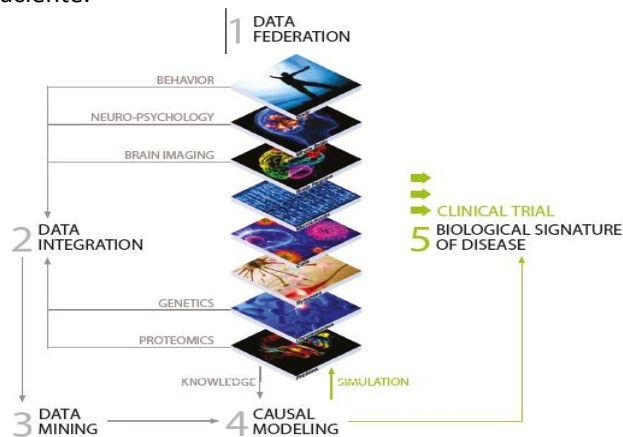 aciente.
1 DATA
FEDERATION
BEHAVIOR
NEURO-PSYCHOLOGY
BRAIN IMAGING
CLINICAL TRIAL
2 DATA
INTEGRATION
5 BIOLOGICAL SIGNATURE
OF DISEASE
GENETICS
PROTEOMICS
KNOWLEDGE
SIMULATION
3 DATA
MINING
4 CAUSAL
MODELING